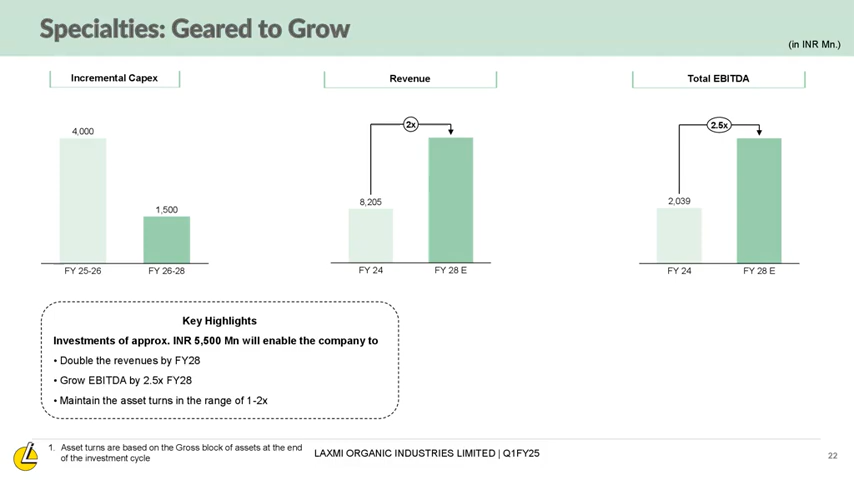 Specialties: Geared to Grow
(in INR Mn.)
Incremental Capex
4,000
1,500
FY 25-26
FY 26-28
Revenue
2x
8,205
FY 24
FY 28 E
Total EBITDA
2.5x
2,039
FY 24
FY 28 E
Key Highlights
Investments of approx. INR 5,500 Mn will enable the company to
• Double the revenues by FY28
• Grow EBITDA by 2.5x FY28
• Maintain the asset turns in the range of 1-2x
1. Asset turns are based on the Gross block of assets at the end
of the investment cycle
LAXMI ORGANIC INDUSTRIES LIMITED | Q1FY25
22